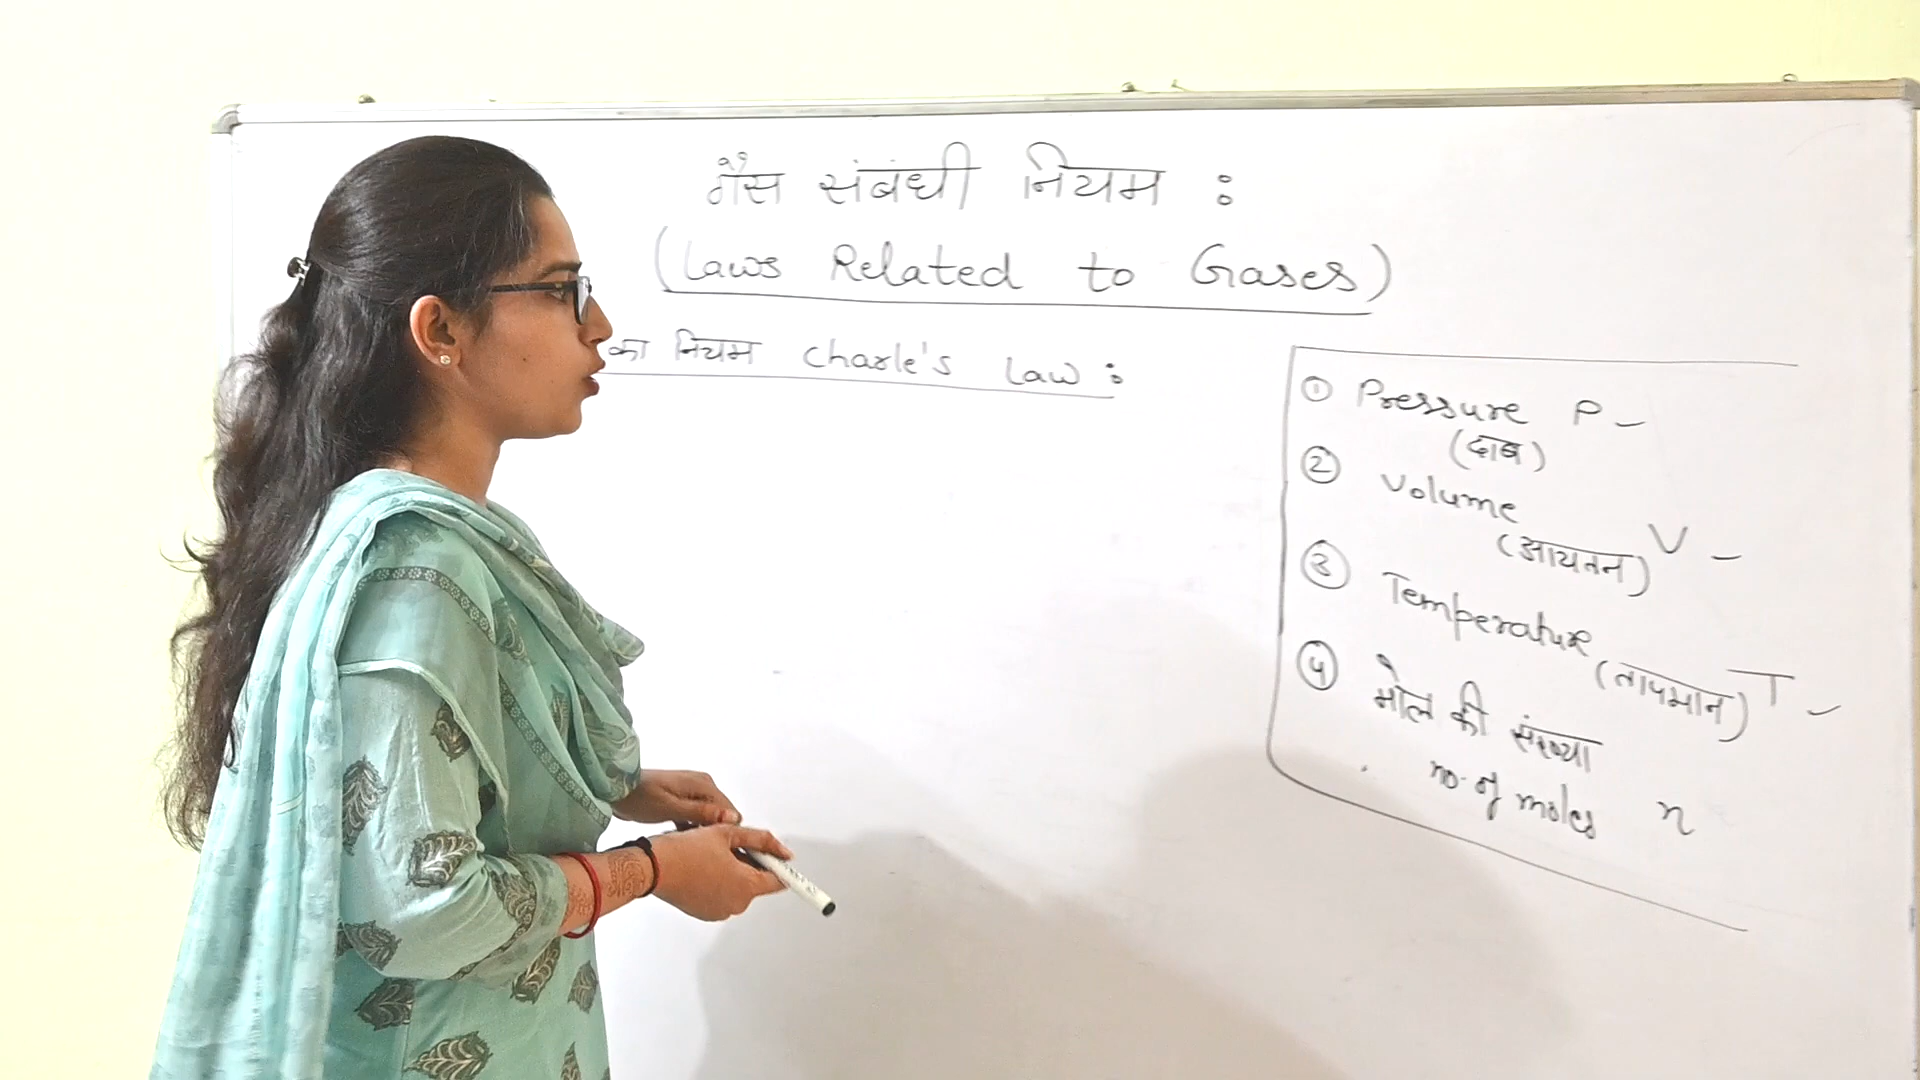 गैस संबंधी नियम :
(Laws Related to Gases)
का नियम Charle's Law :
① Pressure P -
(दाब)
② Volume V -
(आयतन)
③ Temperature T -
(तापमान)
④ मोल की संख्या
no. of moles n